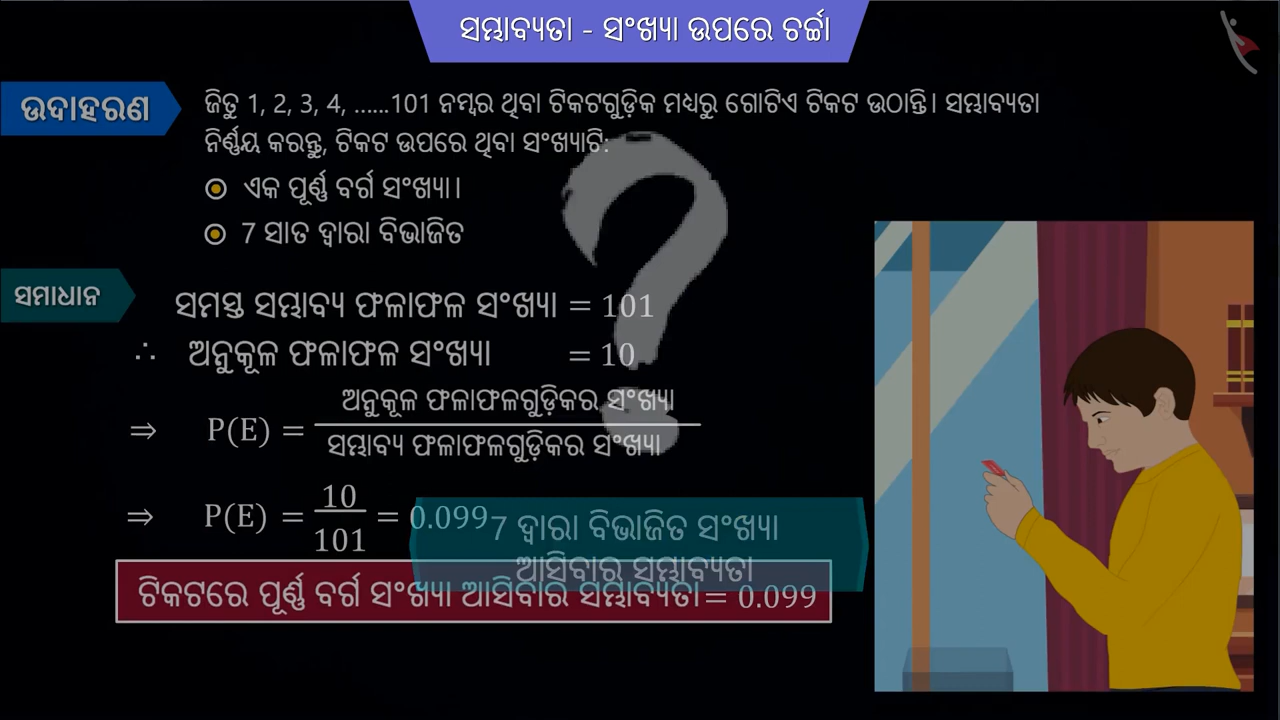 ସମ୍ଭାବ୍ୟତା - ସଂଖ୍ୟା ଉପରେ ଚର୍ଚ୍ଚା
ଉଦାହରଣ
ଜିତୁ 1, 2, 3, 4, ......101 ନମ୍ବର ଥିବା ଟିକଟଗୁଡ଼ିକ ମଧ୍ୟରୁ ଗୋଟିଏ ଟିକଟ ଉଠାନ୍ତି। ସମ୍ଭାବ୍ୟତା
ନିର୍ଣ୍ଣୟ କରନ୍ତୁ, ଟିକଟ ଉପରେ ଥିବା ସଂଖ୍ୟାଟି:
ଏକ ପୂର୍ଣ୍ଣ ବର୍ଗ ସଂଖ୍ୟା।
7 ସାତ ଦ୍ୱାରା ବିଭାଜିତ
?
ସମାଧାନ
ସମସ୍ତ ସମ୍ଭାବ୍ୟ ଫଳାଫଳ ସଂଖ୍ୟା = 101
∴ ଅନୁକୂଳ ଫଳାଫଳ ସଂଖ୍ୟା = 10
ଅନୁକୂଳ ଫଳାଫଳଗୁଡ଼ିକର ସଂଖ୍ୟା
⇒ P(E) =
ସମ୍ଭାବ୍ୟ ଫଳାଫଳଗୁଡ଼ିକର ସଂଖ୍ୟା
⇒ P(E) = 10/101 = 0.099
7 ଦ୍ୱାରା ବିଭାଜିତ ସଂଖ୍ୟା
ଆସିବାର ସମ୍ଭାବ୍ୟତା
ଟିକଟରେ ପୂର୍ଣ୍ଣ ବର୍ଗ ସଂଖ୍ୟା ଆସିବାର ସମ୍ଭାବ୍ୟତା = 0.099